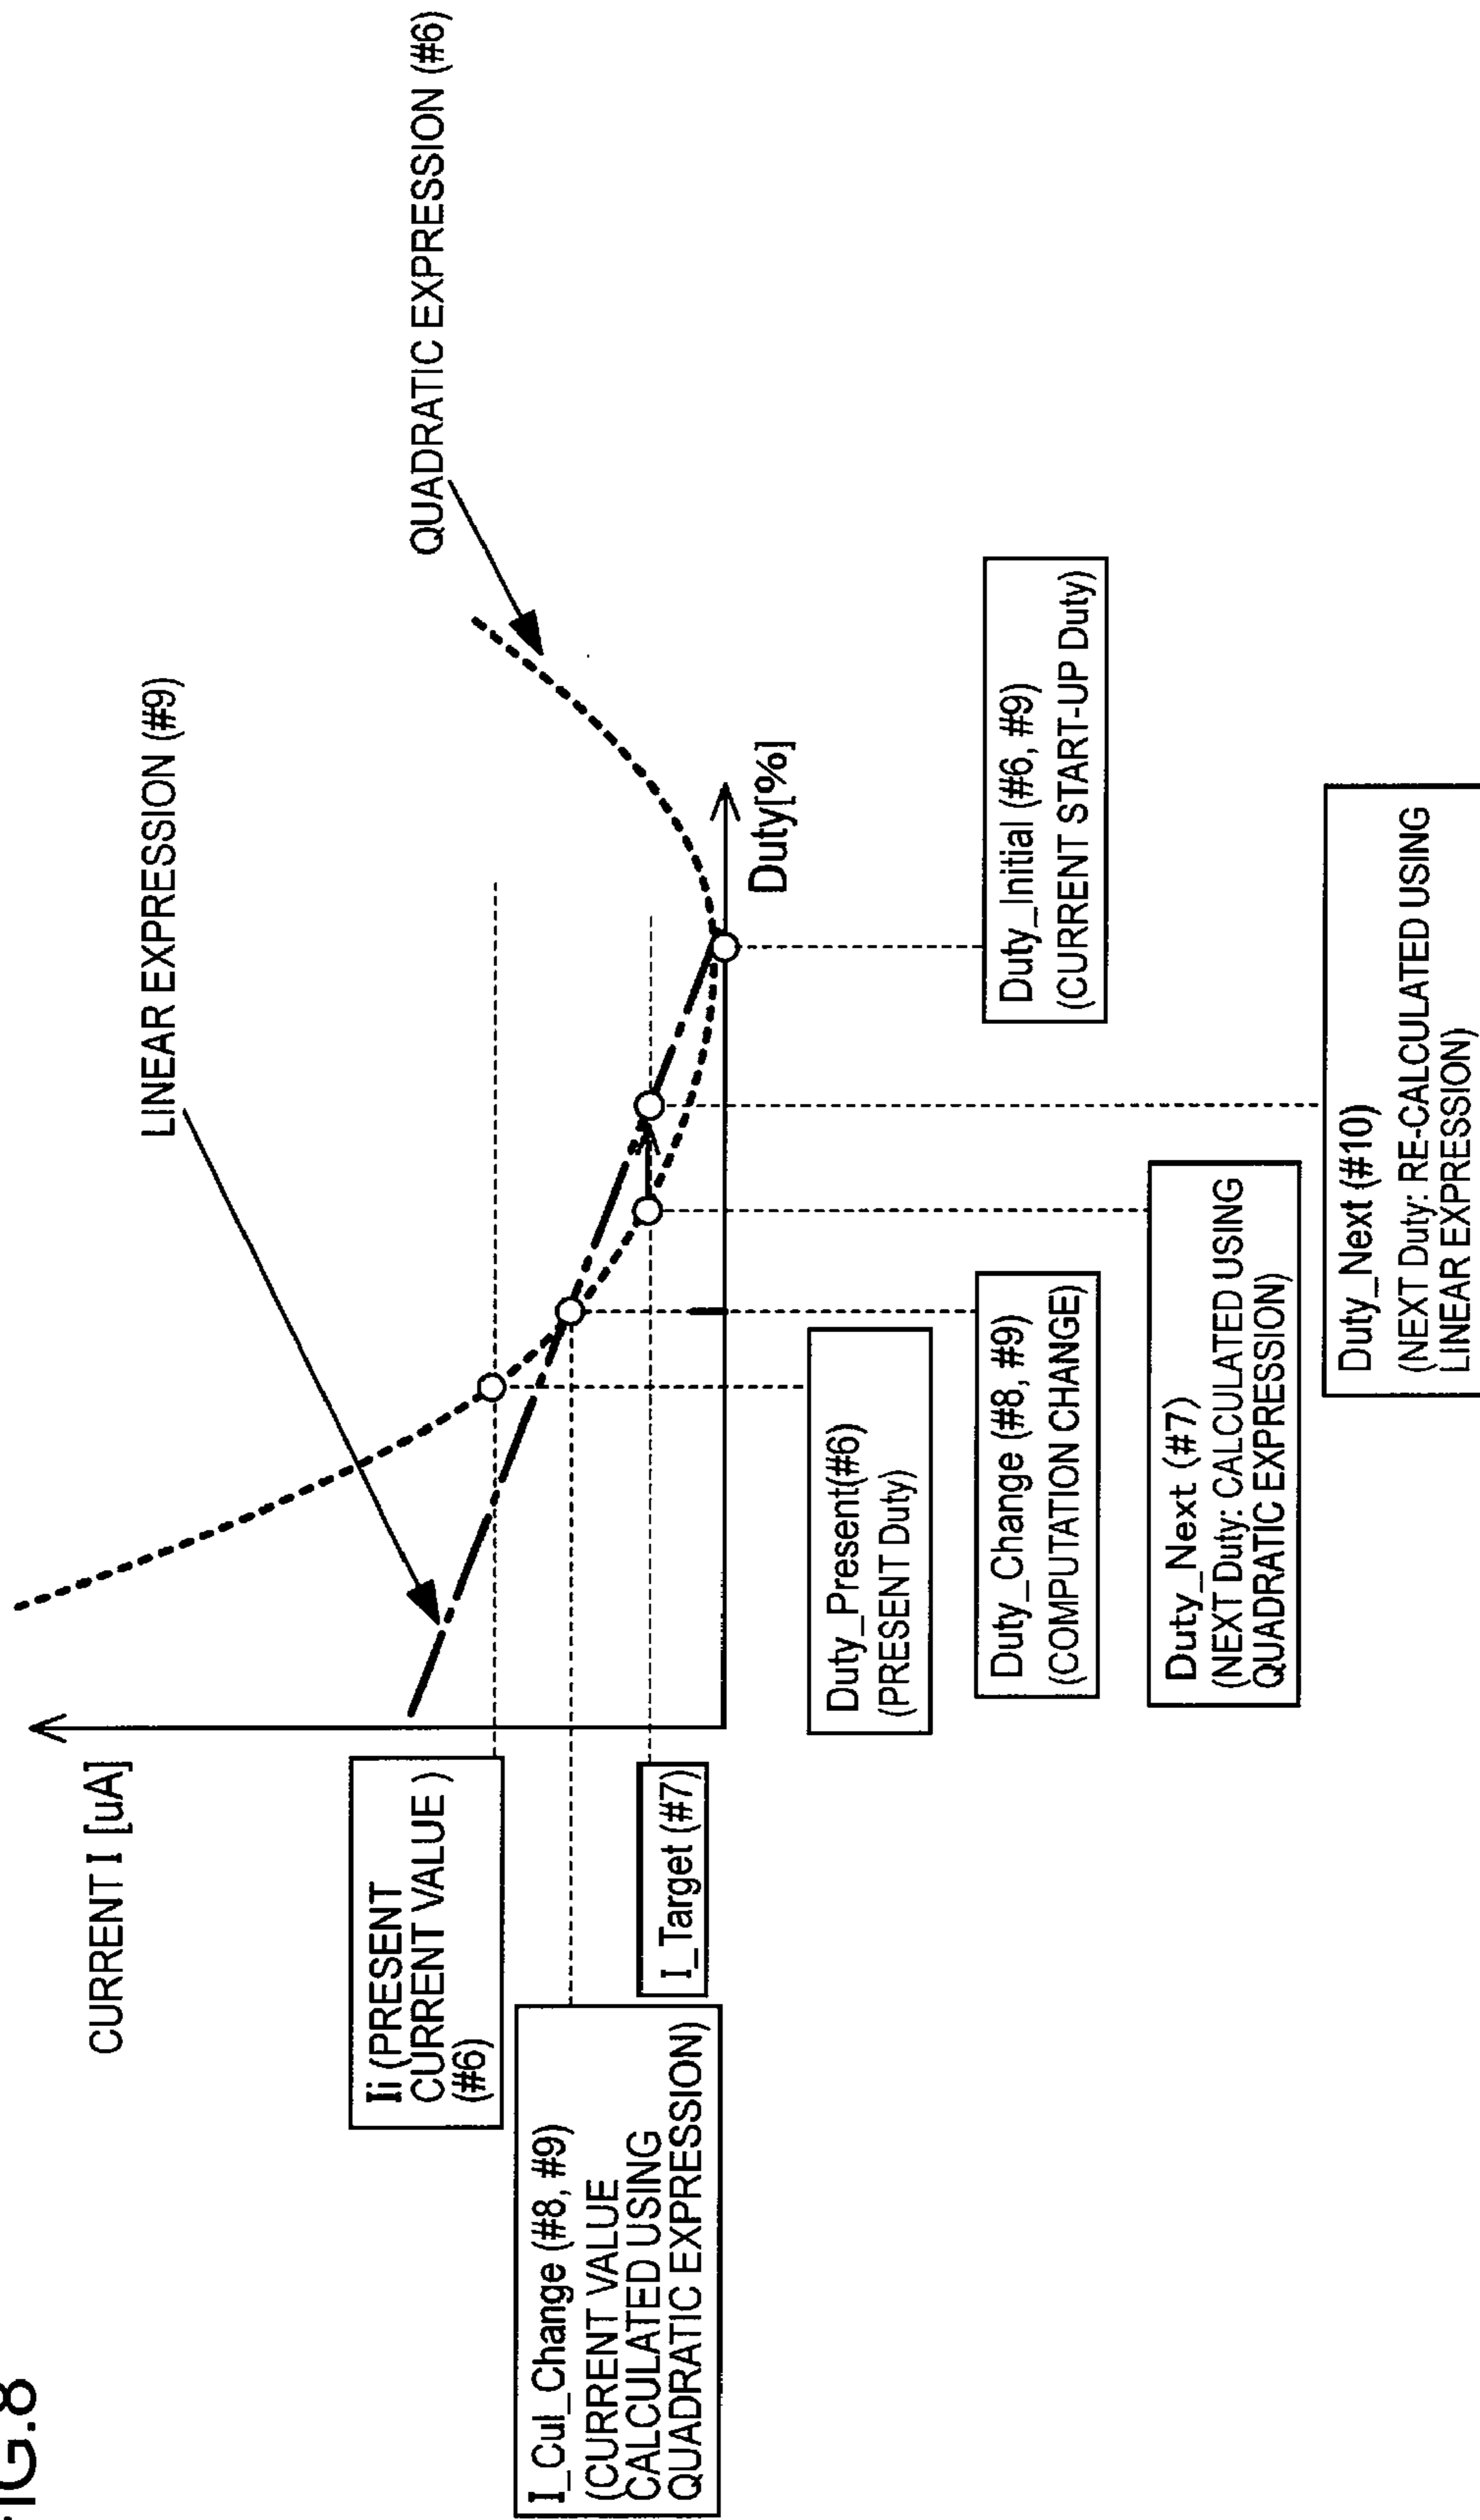 FIG.8
CURRENT I [uA]
LINEAR EXPRESSION (#9)
QUADRATIC EXPRESSION (#6)
Ii (PRESENT
CURRENT VALUE )
(#6)
I_Cul_Change (#8, #9)
(CURRENT VALUE
CALCULATED USING
QUADRATIC EXPRESSION)
I_Target (#7)
Duty[%]
Duty_Present(#6)
(PRESENT Duty)
Duty_Change (#8, #9)
(COMPUTATION CHANGE)
Duty_Initial (#6, #9)
(CURRENT START-UP Duty)
Duty_Next (#7)
(NEXT Duty: CALCULATED USING
QUADRATIC EXPRESSION)
Duty_Next (#10)
(NEXT Duty: RE-CALCULATED USING
LINEAR EXPRESSION)